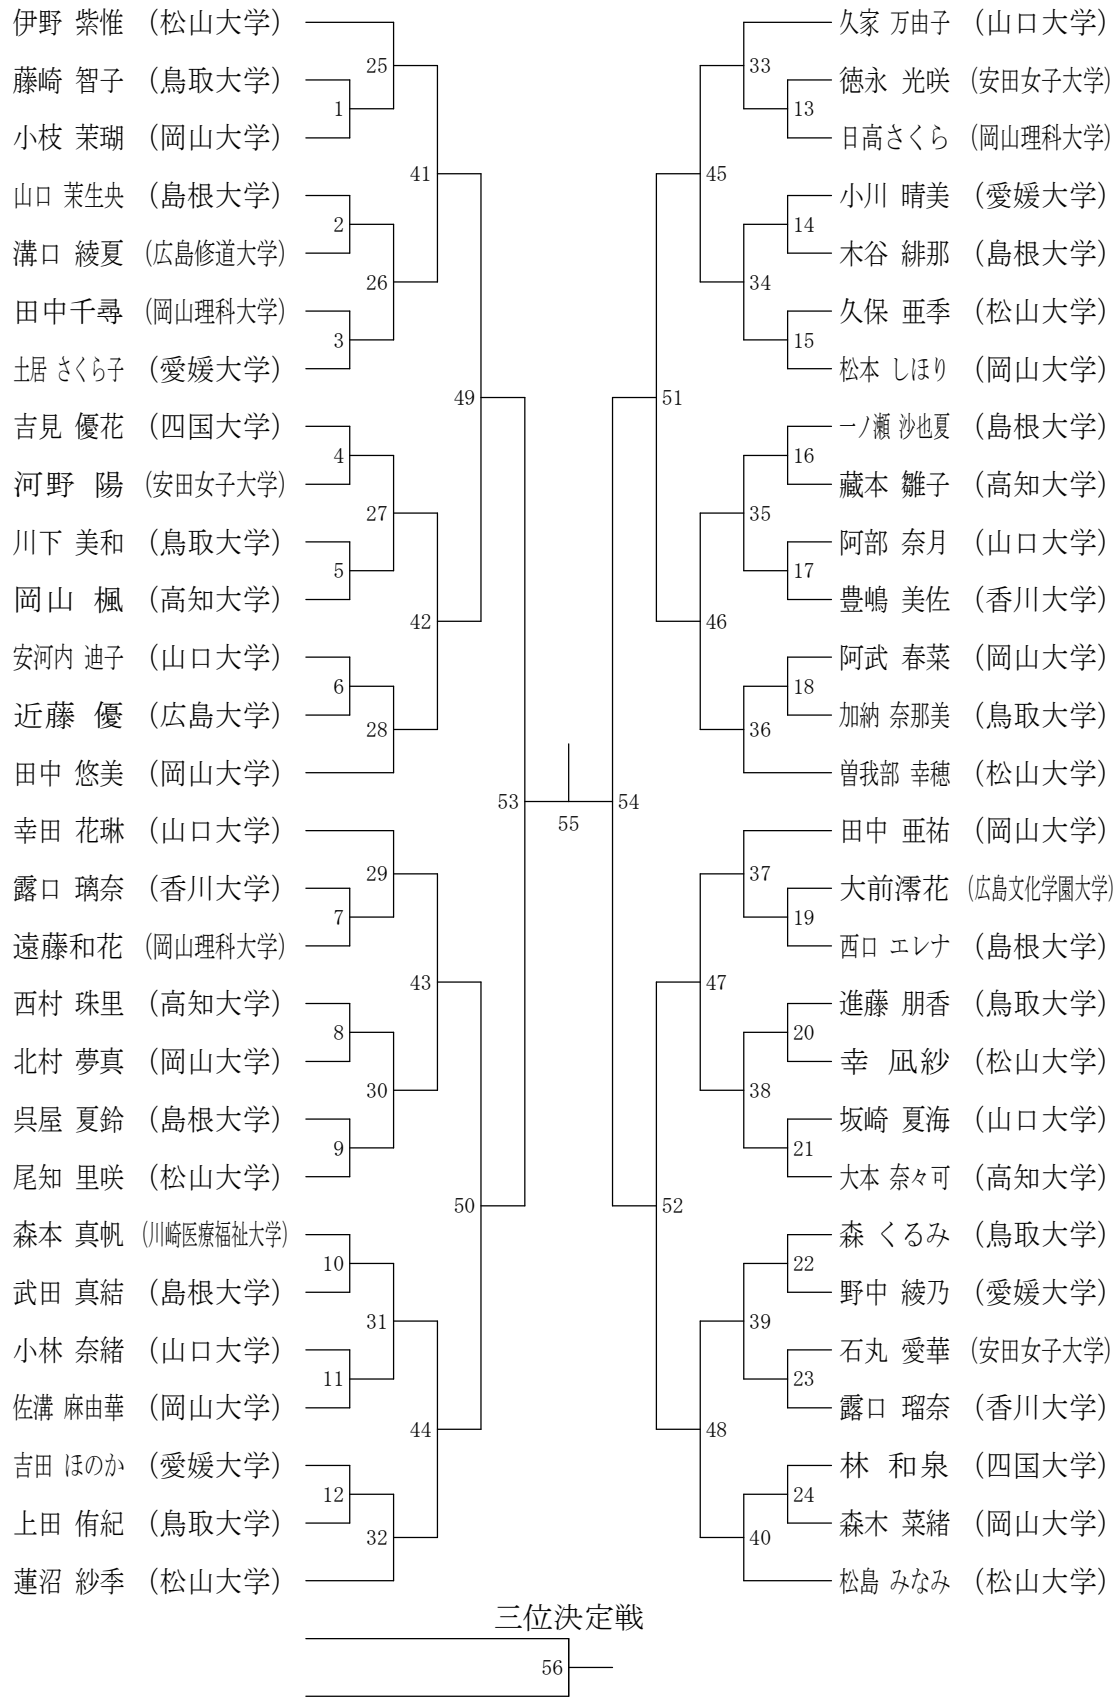 伊野 紫惟 (松山大学)
藤崎 智子 (鳥取大学)
小枝 茉瑚 (岡山大学)
山口 茉生央 (島根大学)
溝口 綾夏 (広島修道大学)
田中千尋 (岡山理科大学)
土居 さくら子 (愛媛大学)
吉見 優花 (四国大学)
河野 陽 (安田女子大学)
川下 美和 (鳥取大学)
岡山 楓 (高知大学)
安河内 迪子 (山口大学)
近藤 優 (広島大学)
田中 悠美 (岡山大学)
幸田 花琳 (山口大学)
露口 璃奈 (香川大学)
遠藤和花 (岡山理科大学)
西村 珠里 (高知大学)
北村 夢真 (岡山大学)
呉屋 夏鈴 (島根大学)
尾知 里咲 (松山大学)
森本 真帆 (川崎医療福祉大学)
武田 真結 (島根大学)
小林 奈緒 (山口大学)
佐溝 麻由華 (岡山大学)
吉田 ほのか (愛媛大学)
上田 侑紀 (鳥取大学)
蓮沼 紗季 (松山大学)
1
2
3
4
5
6
7
8
9
10
11
12
25
26
27
28
29
30
31
32
41
42
43
44
49
50
53
55
54
51
52
45
46
47
48
33
34
35
36
37
38
39
40
13
14
15
16
17
18
19
20
21
22
23
24
久家 万由子 (山口大学)
徳永 光咲 (安田女子大学)
日高さくら (岡山理科大学)
小川 晴美 (愛媛大学)
木谷 緋那 (島根大学)
久保 亜季 (松山大学)
松本 しほり (岡山大学)
一ノ瀬 沙也夏 (島根大学)
藏本 雛子 (高知大学)
阿部 奈月 (山口大学)
豊嶋 美佐 (香川大学)
阿武 春菜 (岡山大学)
加納 奈那美 (鳥取大学)
曽我部 幸穂 (松山大学)
田中 亜祐 (岡山大学)
大前澪花 (広島文化学園大学)
西口 エレナ (島根大学)
進藤 朋香 (鳥取大学)
幸 凪紗 (松山大学)
坂崎 夏海 (山口大学)
大本 奈々可 (高知大学)
森 くるみ (鳥取大学)
野中 綾乃 (愛媛大学)
石丸 愛華 (安田女子大学)
露口 瑠奈 (香川大学)
林 和泉 (四国大学)
森木 菜緒 (岡山大学)
松島 みなみ (松山大学)
三位決定戦
56